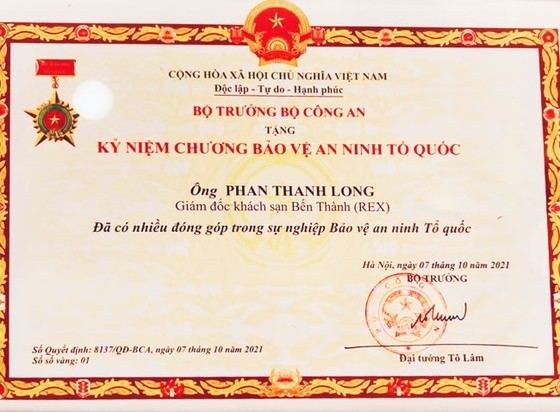 CỘNG HÒA XÃ HỘI CHỦ NGHĨA VIỆT NAM
Độc lập - Tự do - Hạnh phúc
BỘ TRƯỞNG BỘ CÔNG AN
TẶNG
KỶ NIỆM CHƯƠNG BẢO VỆ AN NINH TỔ QUỐC
Ông PHAN THANH LONG
Giám đốc khách sạn Bến Thành (REX)
Đã có nhiều đóng góp trong sự nghiệp Bảo vệ an ninh Tổ quốc
Hà Nội, ngày 07 tháng 10 năm 2021
BỘ TRƯỞNG
Đại tướng Tô Lâm
Số Quyết định: 8137/QĐ-BCA, ngày 07 tháng 10 năm 2021
Số sổ vàng: 01